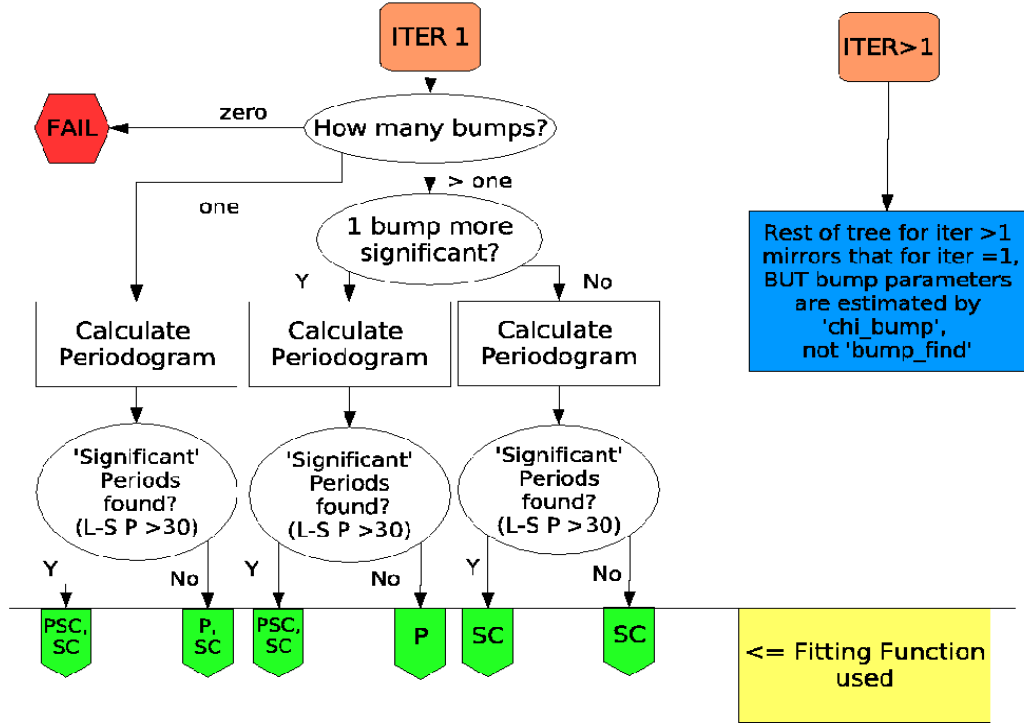 ITER 1
ITER>1
zero
FAIL
How many bumps?
one
> one
1 bump more
significant?
Y
No
Rest of tree for iter >1
mirrors that for iter =1,
BUT bump parameters
are estimated by
'chi_bump',
not 'bump_find'
Calculate
Periodogram
Calculate
Periodogram
Calculate
Periodogram
'Significant'
Periods
found?
(L-S P >30)
'Significant'
Periods
found?
(L-S P >30)
'Significant'
Periods
found?
(L-S P >30)
Y
No
Y
No
Y
No
PSC,
SC
P,
SC
PSC,
SC
P
SC
SC
<= Fitting Function
used